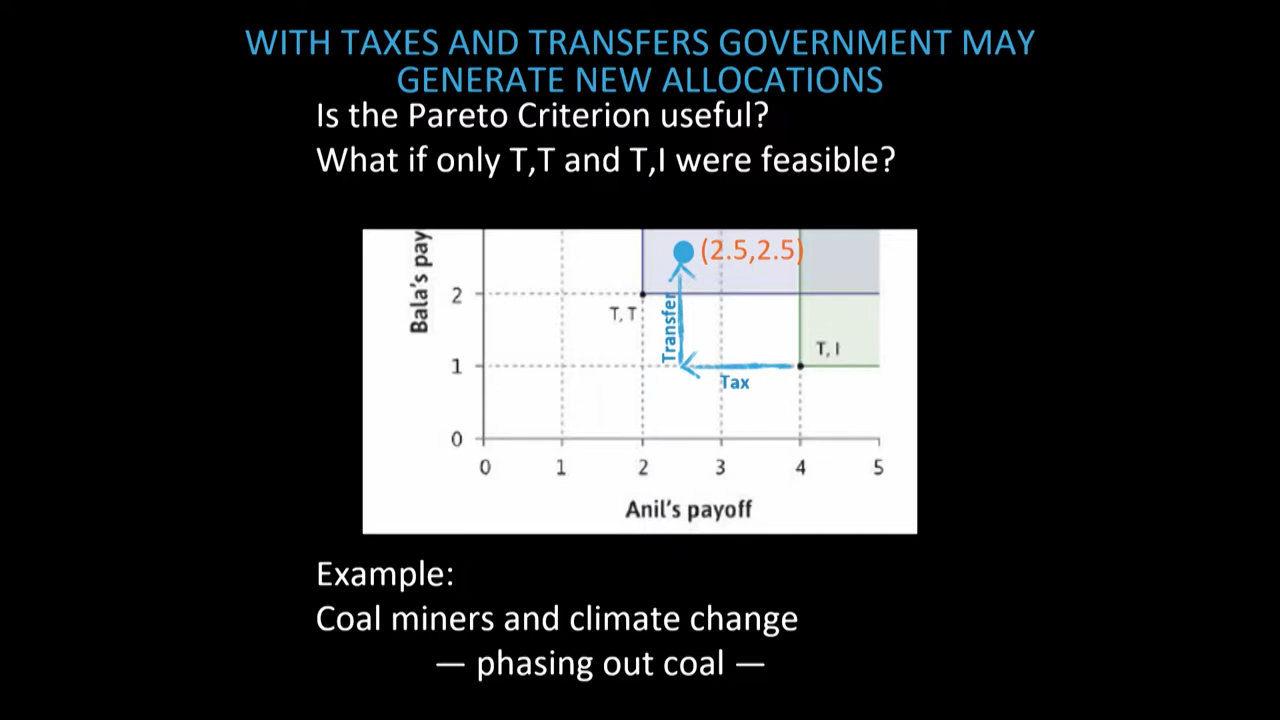 WITH TAXES AND TRANSFERS GOVERNMENT MAY
GENERATE NEW ALLOCATIONS
Is the Pareto Criterion useful?
What if only T,T and T,I were feasible?
Bala's pay
(2.5,2.5)
2
T, T
Transfer
T, I
1
Tax
0
0 1 2 3 4 5
Anil's payoff
Example:
Coal miners and climate change
— phasing out coal —